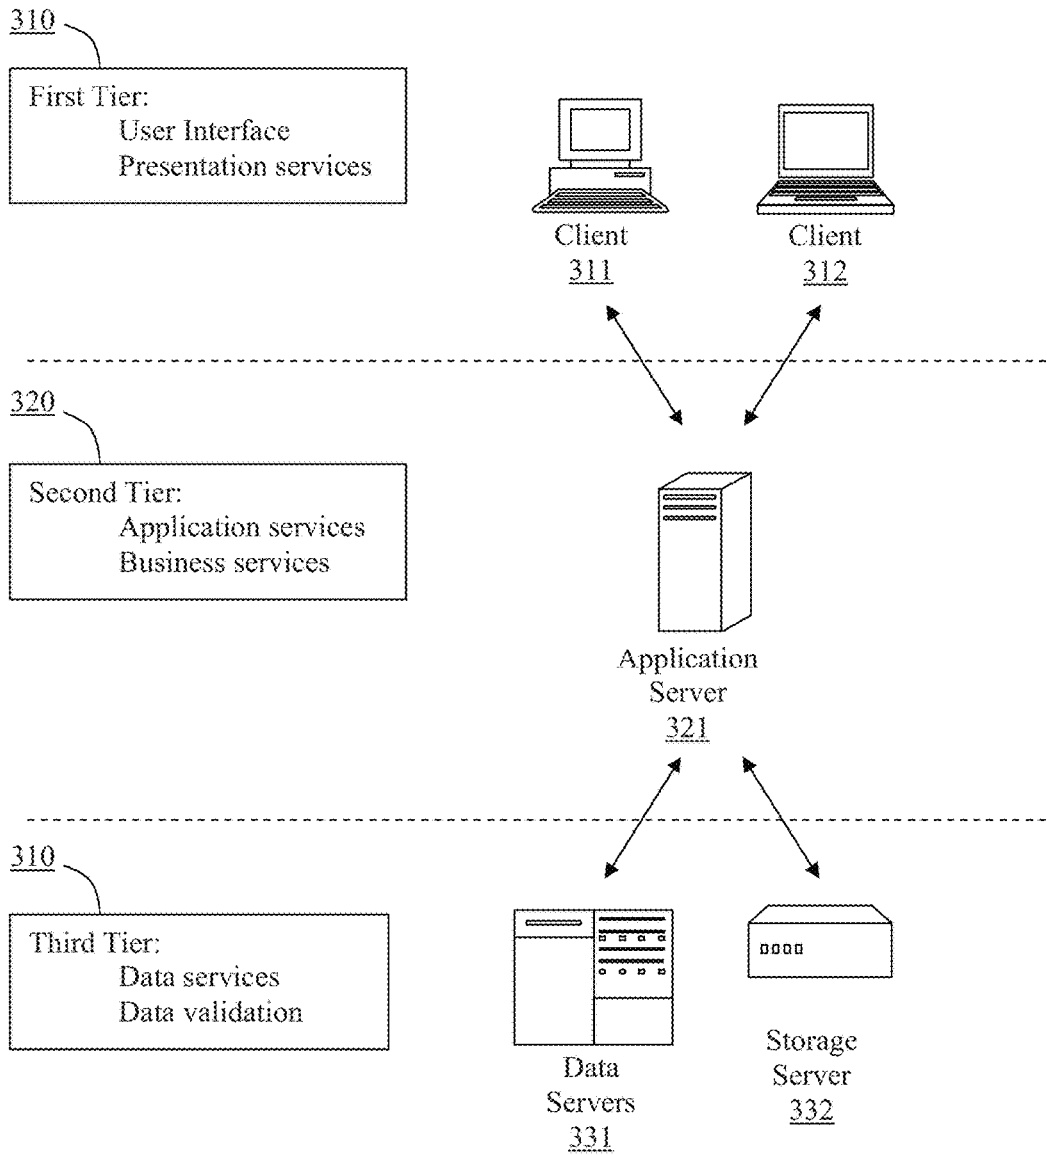 310
First Tier:
User Interface
Presentation services
Client
311
Client
312
320
Second Tier:
Application services
Business services
Application
Server
321
310
Third Tier:
Data services
Data validation
Data
Servers
331
Storage
Server
332